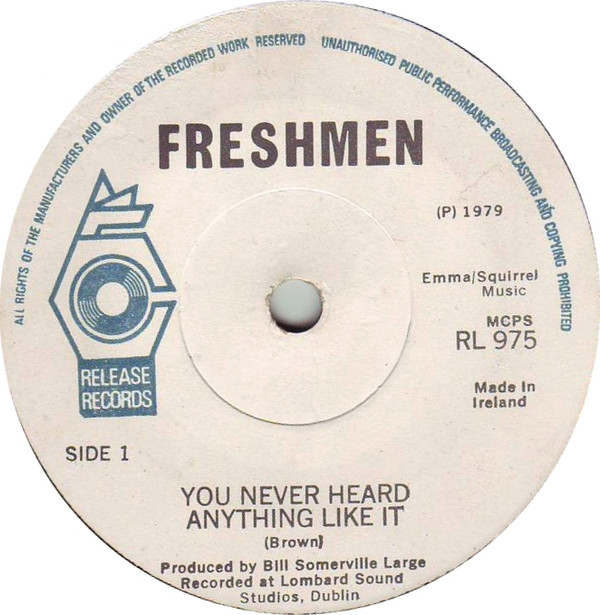 ALL RIGHTS OF THE MANUFACTURERS AND OWNER OF THE RECORDED WORK RESERVED UNAUTHORISED PUBLIC PERFORMANCE BROADCASTING AND COPYING PROHIBITED
FRESHMEN
(P) 1979
Emma/Squirrel
Music
MCPS
RL 975
Made In
Ireland
RELEASE
RECORDS
SIDE 1
YOU NEVER HEARD
ANYTHING LIKE IT
(Brown)
Produced by Bill Somerville Large
Recorded at Lombard Sound
Studios, Dublin